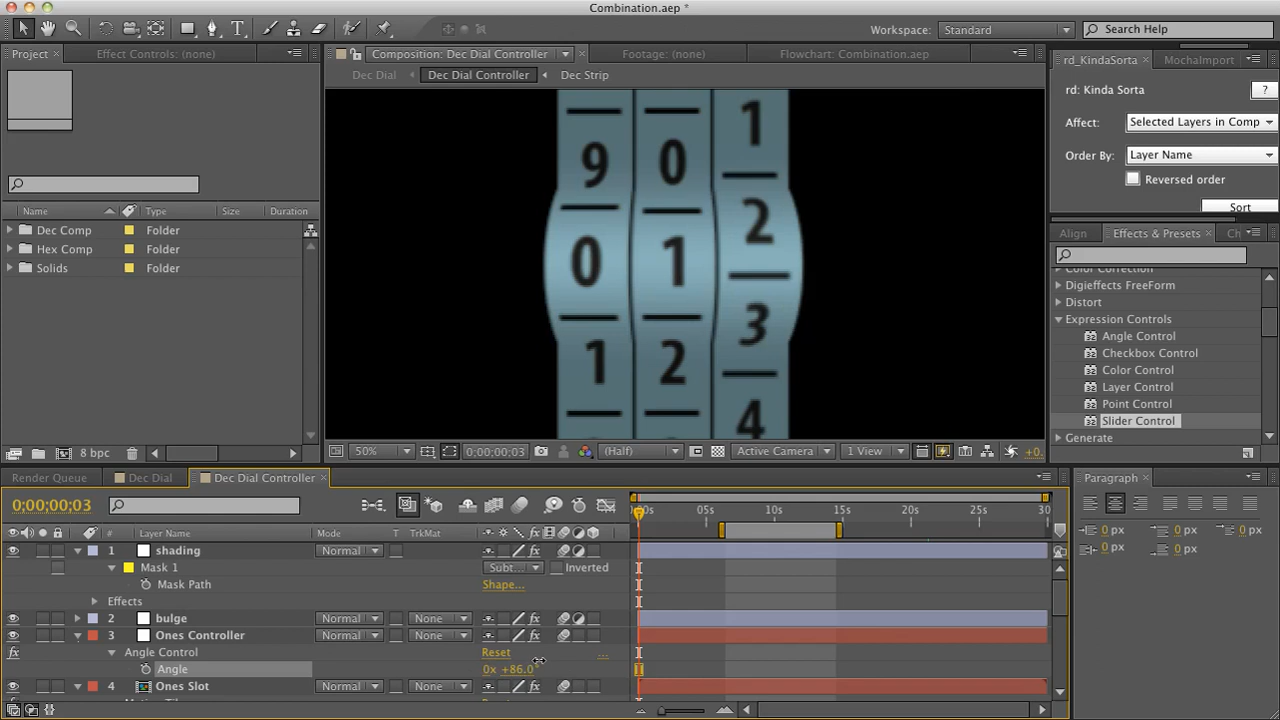 Combination.aep *
Workspace: Standard Search Help
Project Effect Controls: (none) Composition: Dec Dial Controller Footage: (none) Flowchart: Combination.aep rd_KindaSorta MochaImport
Dec Dial Dec Dial Controller Dec Strip
rd: Kinda Sorta ?
Affect: Selected Layers in Comp
Order By: Layer Name
Reversed order
Sort
Name Type Size Duration
Dec Comp Folder
Hex Comp Folder
Solids Folder
9 0 1
0 1 2
1 2 3
4
Align Effects & Presets Ch
Color Correction
Digieffects FreeForm
Distort
Expression Controls
Angle Control
Checkbox Control
Color Control
Layer Control
Point Control
Slider Control
Generate
8 bpc 50% 0;00;00;03 (Half) Active Camera 1 View +0.
Render Queue Dec Dial Dec Dial Controller Paragraph
0;00;00;03 05s 10s 15s 20s 25s 30
# Layer Name Mode T TrkMat
1 shading Normal
Mask 1 Subt... Inverted
Mask Path Shape...
Effects
2 bulge Normal None
3 Ones Controller Normal None
Angle Control Reset ...
Angle 0x +86.0°
4 Ones Slot Normal None
0 px 0 px 0 px
0 px 0 px